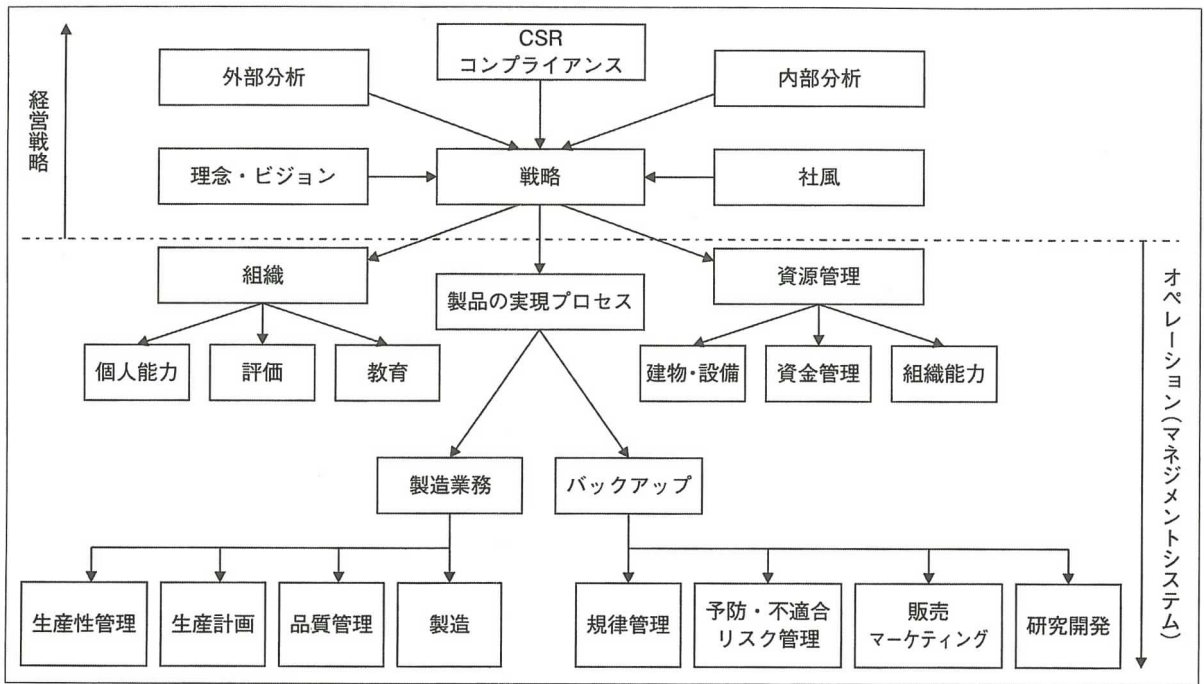 経営戦略
CSR
コンプライアンス
外部分析
内部分析
理念・ビジョン
戦略
社風
組織
製品の実現プロセス
資源管理
個人能力
評価
教育
建物・設備
資金管理
組織能力
製造業務
バックアップ
生産性管理
生産計画
品質管理
製造
規律管理
予防・不適合
リスク管理
販売
マーケティング
研究開発
オペレーション(マネジメントシステム)